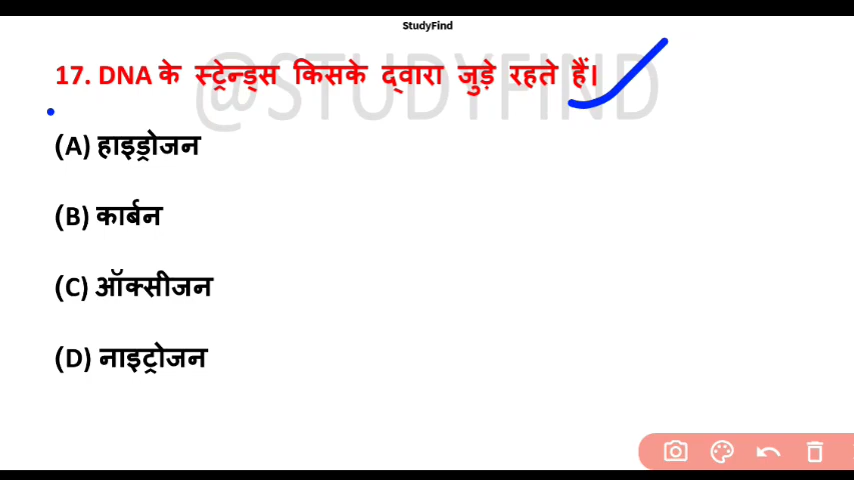 StudyFind
@STUDYFIND
17. DNA के स्ट्रेन्ड्स किसके द्वारा जुड़े रहते हैं।
(A) हाइड्रोजन
(B) कार्बन
(C) ऑक्सीजन
(D) नाइट्रोजन